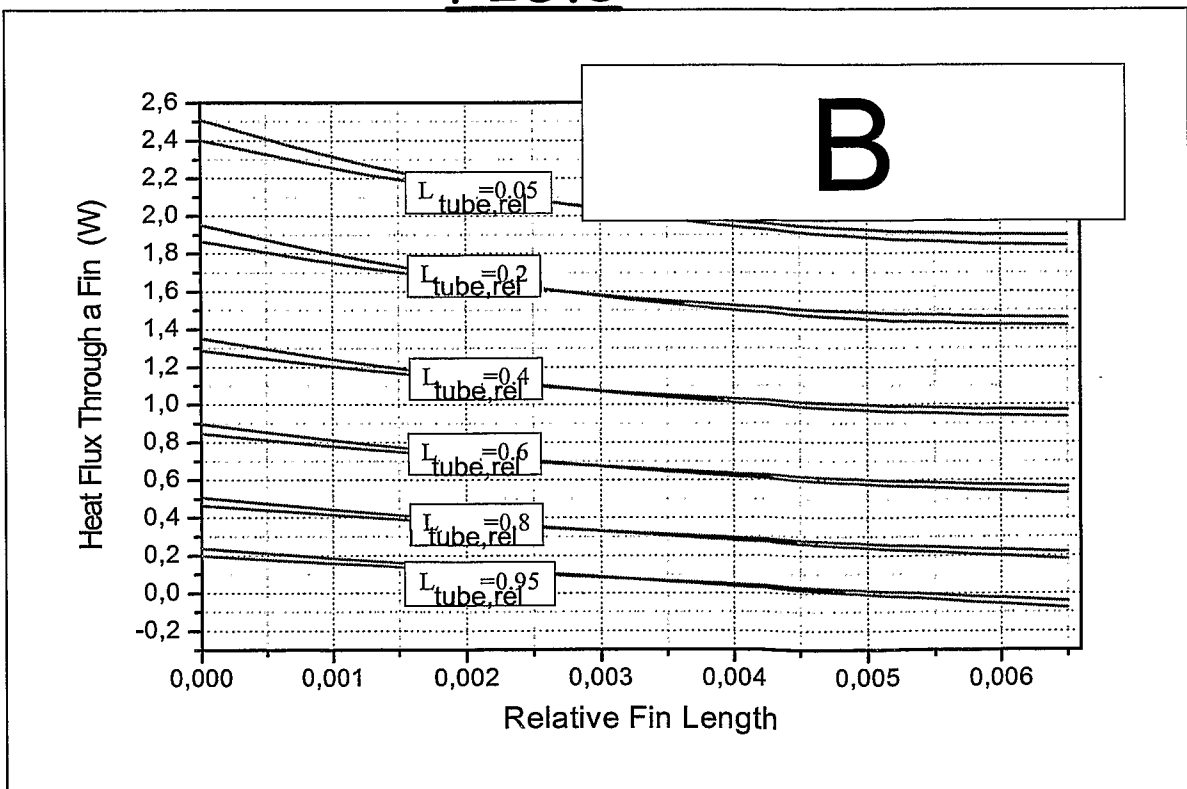 B
2,6
2,4
2,2
2,0
1,8
1,6
1,4
1,2
1,0
0,8
0,6
0,4
0,2
0,0
-0,2
Heat Flux Through a Fin (W)
L tube,rel=0.05
L tube,rel=0.2
L tube,rel=0.4
L tube,rel=0.6
L tube,rel=0.8
L tube,rel=0.95
0,000 0,001 0,002 0,003 0,004 0,005 0,006
Relative Fin Length